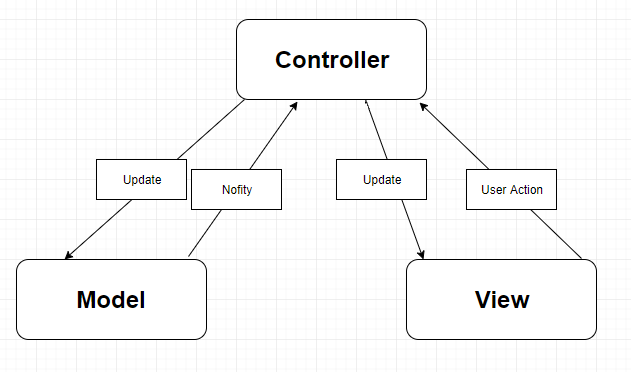 Controller
Update
Nofity
Update
User Action
Model
View